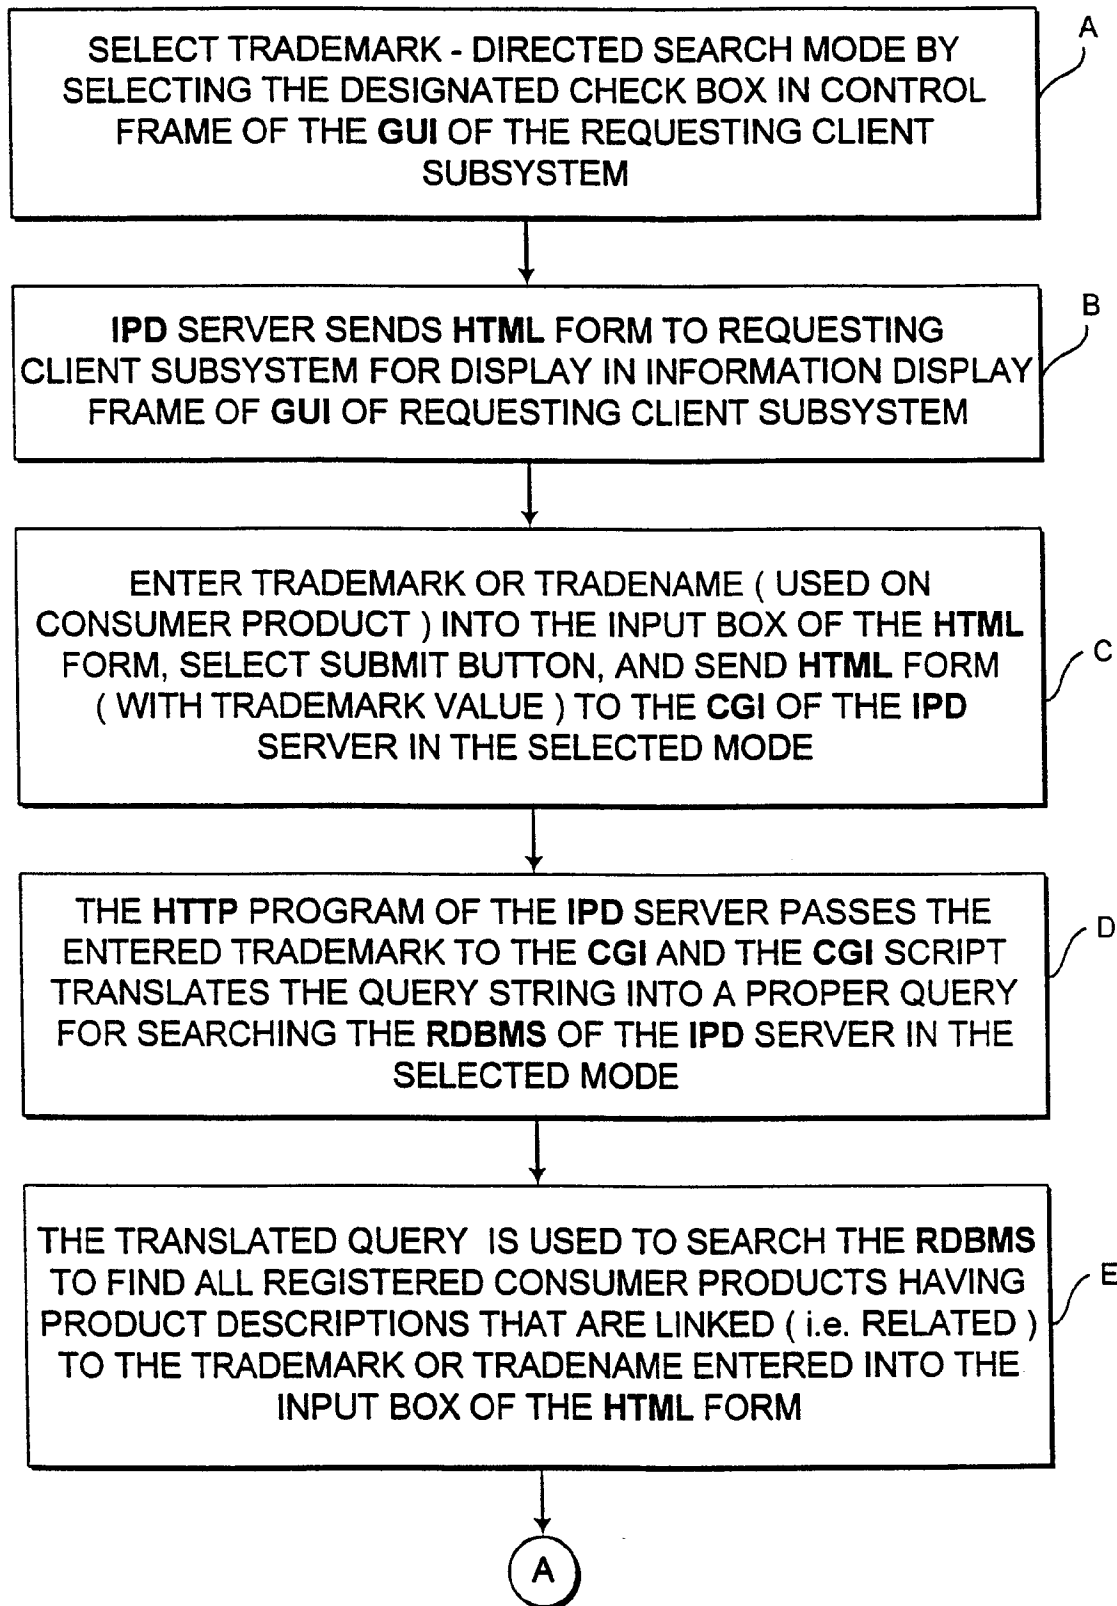 SELECT TRADEMARK - DIRECTED SEARCH MODE BY
SELECTING THE DESIGNATED CHECK BOX IN CONTROL
FRAME OF THE GUI OF THE REQUESTING CLIENT
SUBSYSTEM
A
IPD SERVER SENDS HTML FORM TO REQUESTING
CLIENT SUBSYSTEM FOR DISPLAY IN INFORMATION DISPLAY
FRAME OF GUI OF REQUESTING CLIENT SUBSYSTEM
B
ENTER TRADEMARK OR TRADENAME ( USED ON
CONSUMER PRODUCT ) INTO THE INPUT BOX OF THE HTML
FORM, SELECT SUBMIT BUTTON, AND SEND HTML FORM
( WITH TRADEMARK VALUE ) TO THE CGI OF THE IPD
SERVER IN THE SELECTED MODE
C
THE HTTP PROGRAM OF THE IPD SERVER PASSES THE
ENTERED TRADEMARK TO THE CGI AND THE CGI SCRIPT
TRANSLATES THE QUERY STRING INTO A PROPER QUERY
FOR SEARCHING THE RDBMS OF THE IPD SERVER IN THE
SELECTED MODE
D
THE TRANSLATED QUERY IS USED TO SEARCH THE RDBMS
TO FIND ALL REGISTERED CONSUMER PRODUCTS HAVING
PRODUCT DESCRIPTIONS THAT ARE LINKED ( i.e. RELATED )
TO THE TRADEMARK OR TRADENAME ENTERED INTO THE
INPUT BOX OF THE HTML FORM
E
A